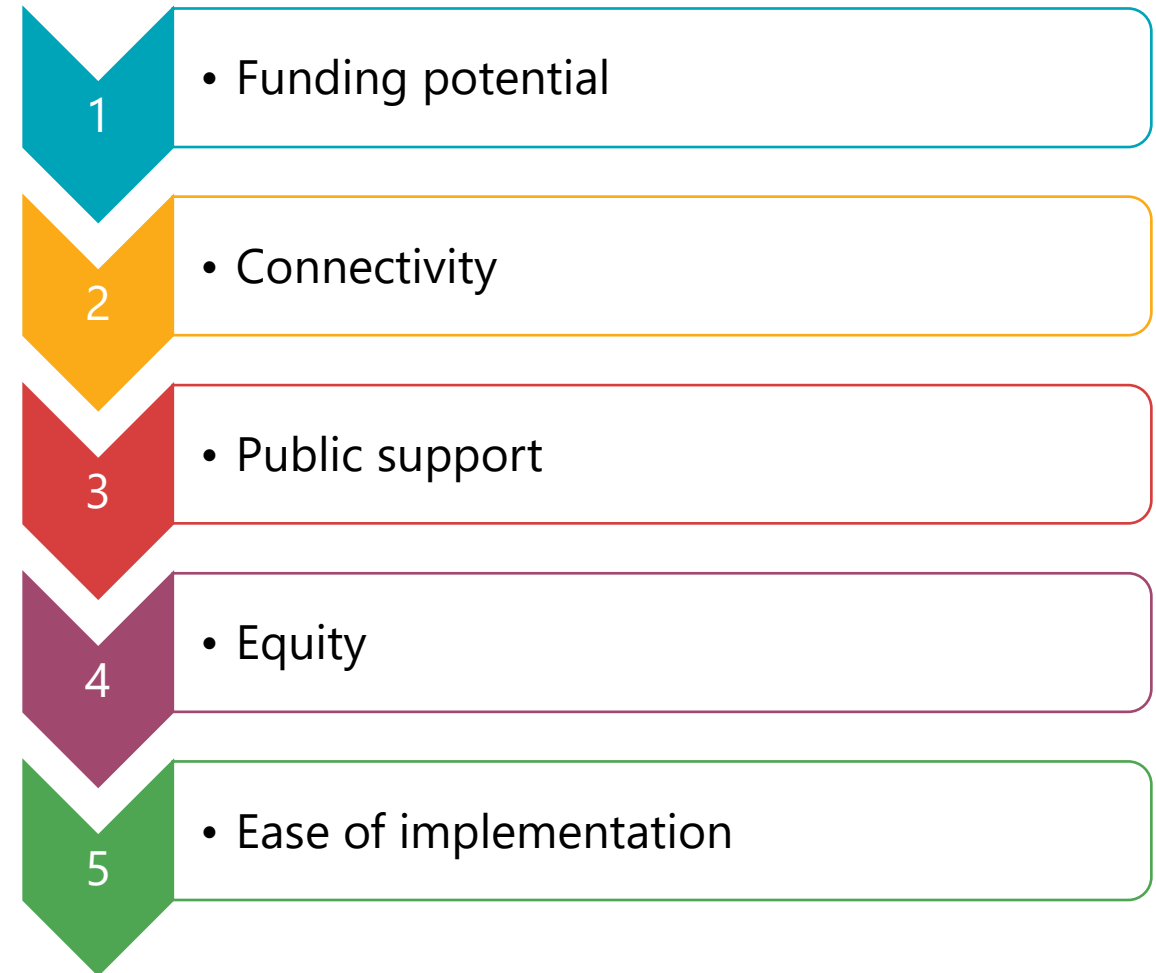 1
• Funding potential
2
• Connectivity
3
• Public support
4
• Equity
5
• Ease of implementation